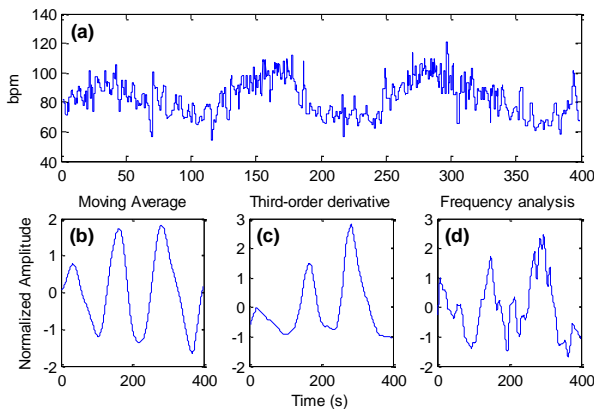 140
120
100
80
60
40
bpm
(a)
0 50 100 150 200 250 300 350 400
Moving Average
Third-order derivative
Frequency analysis
Normalized Amplitude
2
1
0
-1
-2
(b)
0 200 400
3
2
1
0
-1
-2
(c)
0 200 400
3
2
1
0
-1
-2
(d)
0 200 400
Time (s)